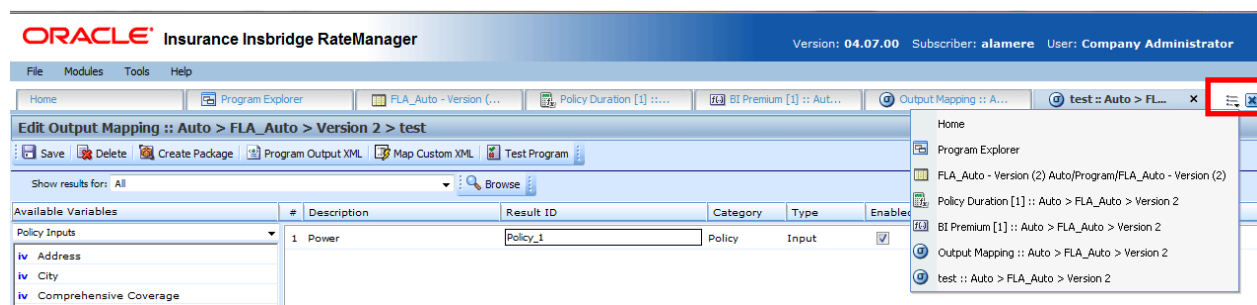 ORACLE® Insurance Insbridge RateManager
Version: 04.07.00 Subscriber: alamere User: Company Administrator
File Modules Tools Help
Home Program Explorer FLA_Auto - Version (... Policy Duration [1] ::... BI Premium [1] :: Aut... Output Mapping :: A... test :: Auto > FL... x
Edit Output Mapping :: Auto > FLA_Auto > Version 2 > test
Save Delete Create Package Program Output XML Map Custom XML Test Program
Show results for: All Browse
Available Variables # Description Result ID Category Type Enabled
Policy Inputs 1 Power Policy_1 Policy Input
iv Address
iv City
iv Comprehensive Coverage
Home
Program Explorer
FLA_Auto - Version (2) Auto/Program/FLA_Auto - Version (2)
Policy Duration [1] :: Auto > FLA_Auto > Version 2
BI Premium [1] :: Auto > FLA_Auto > Version 2
Output Mapping :: Auto > FLA_Auto > Version 2
test :: Auto > FLA_Auto > Version 2